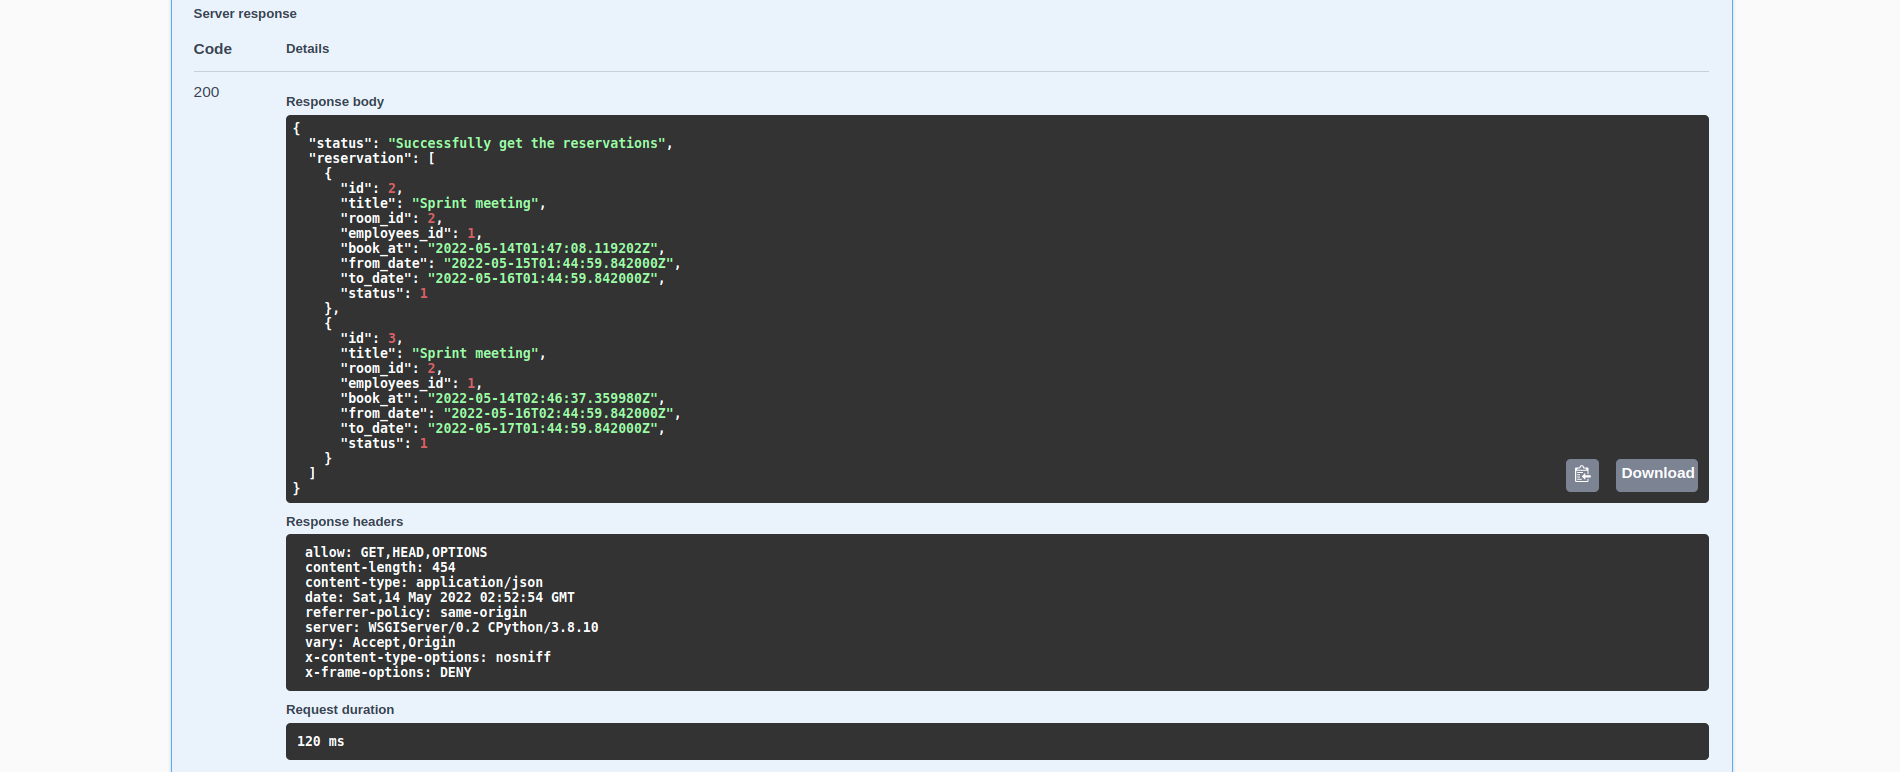 Server response
Code Details
200
Response body
{
  "status": "Successfully get the reservations",
  "reservation": [
    {
      "id": 2,
      "title": "Sprint meeting",
      "room_id": 2,
      "employees_id": 1,
      "book_at": "2022-05-14T01:47:08.119202Z",
      "from_date": "2022-05-15T01:44:59.842000Z",
      "to_date": "2022-05-16T01:44:59.842000Z",
      "status": 1
    },
    {
      "id": 3,
      "title": "Sprint meeting",
      "room_id": 2,
      "employees_id": 1,
      "book_at": "2022-05-14T02:46:37.359980Z",
      "from_date": "2022-05-16T02:44:59.842000Z",
      "to_date": "2022-05-17T01:44:59.842000Z",
      "status": 1
    }
  ]
}
Download
Response headers
allow: GET,HEAD,OPTIONS
content-length: 454
content-type: application/json
date: Sat,14 May 2022 02:52:54 GMT
referrer-policy: same-origin
server: WSGIServer/0.2 CPython/3.8.10
vary: Accept,Origin
x-content-type-options: nosniff
x-frame-options: DENY
Request duration
120 ms